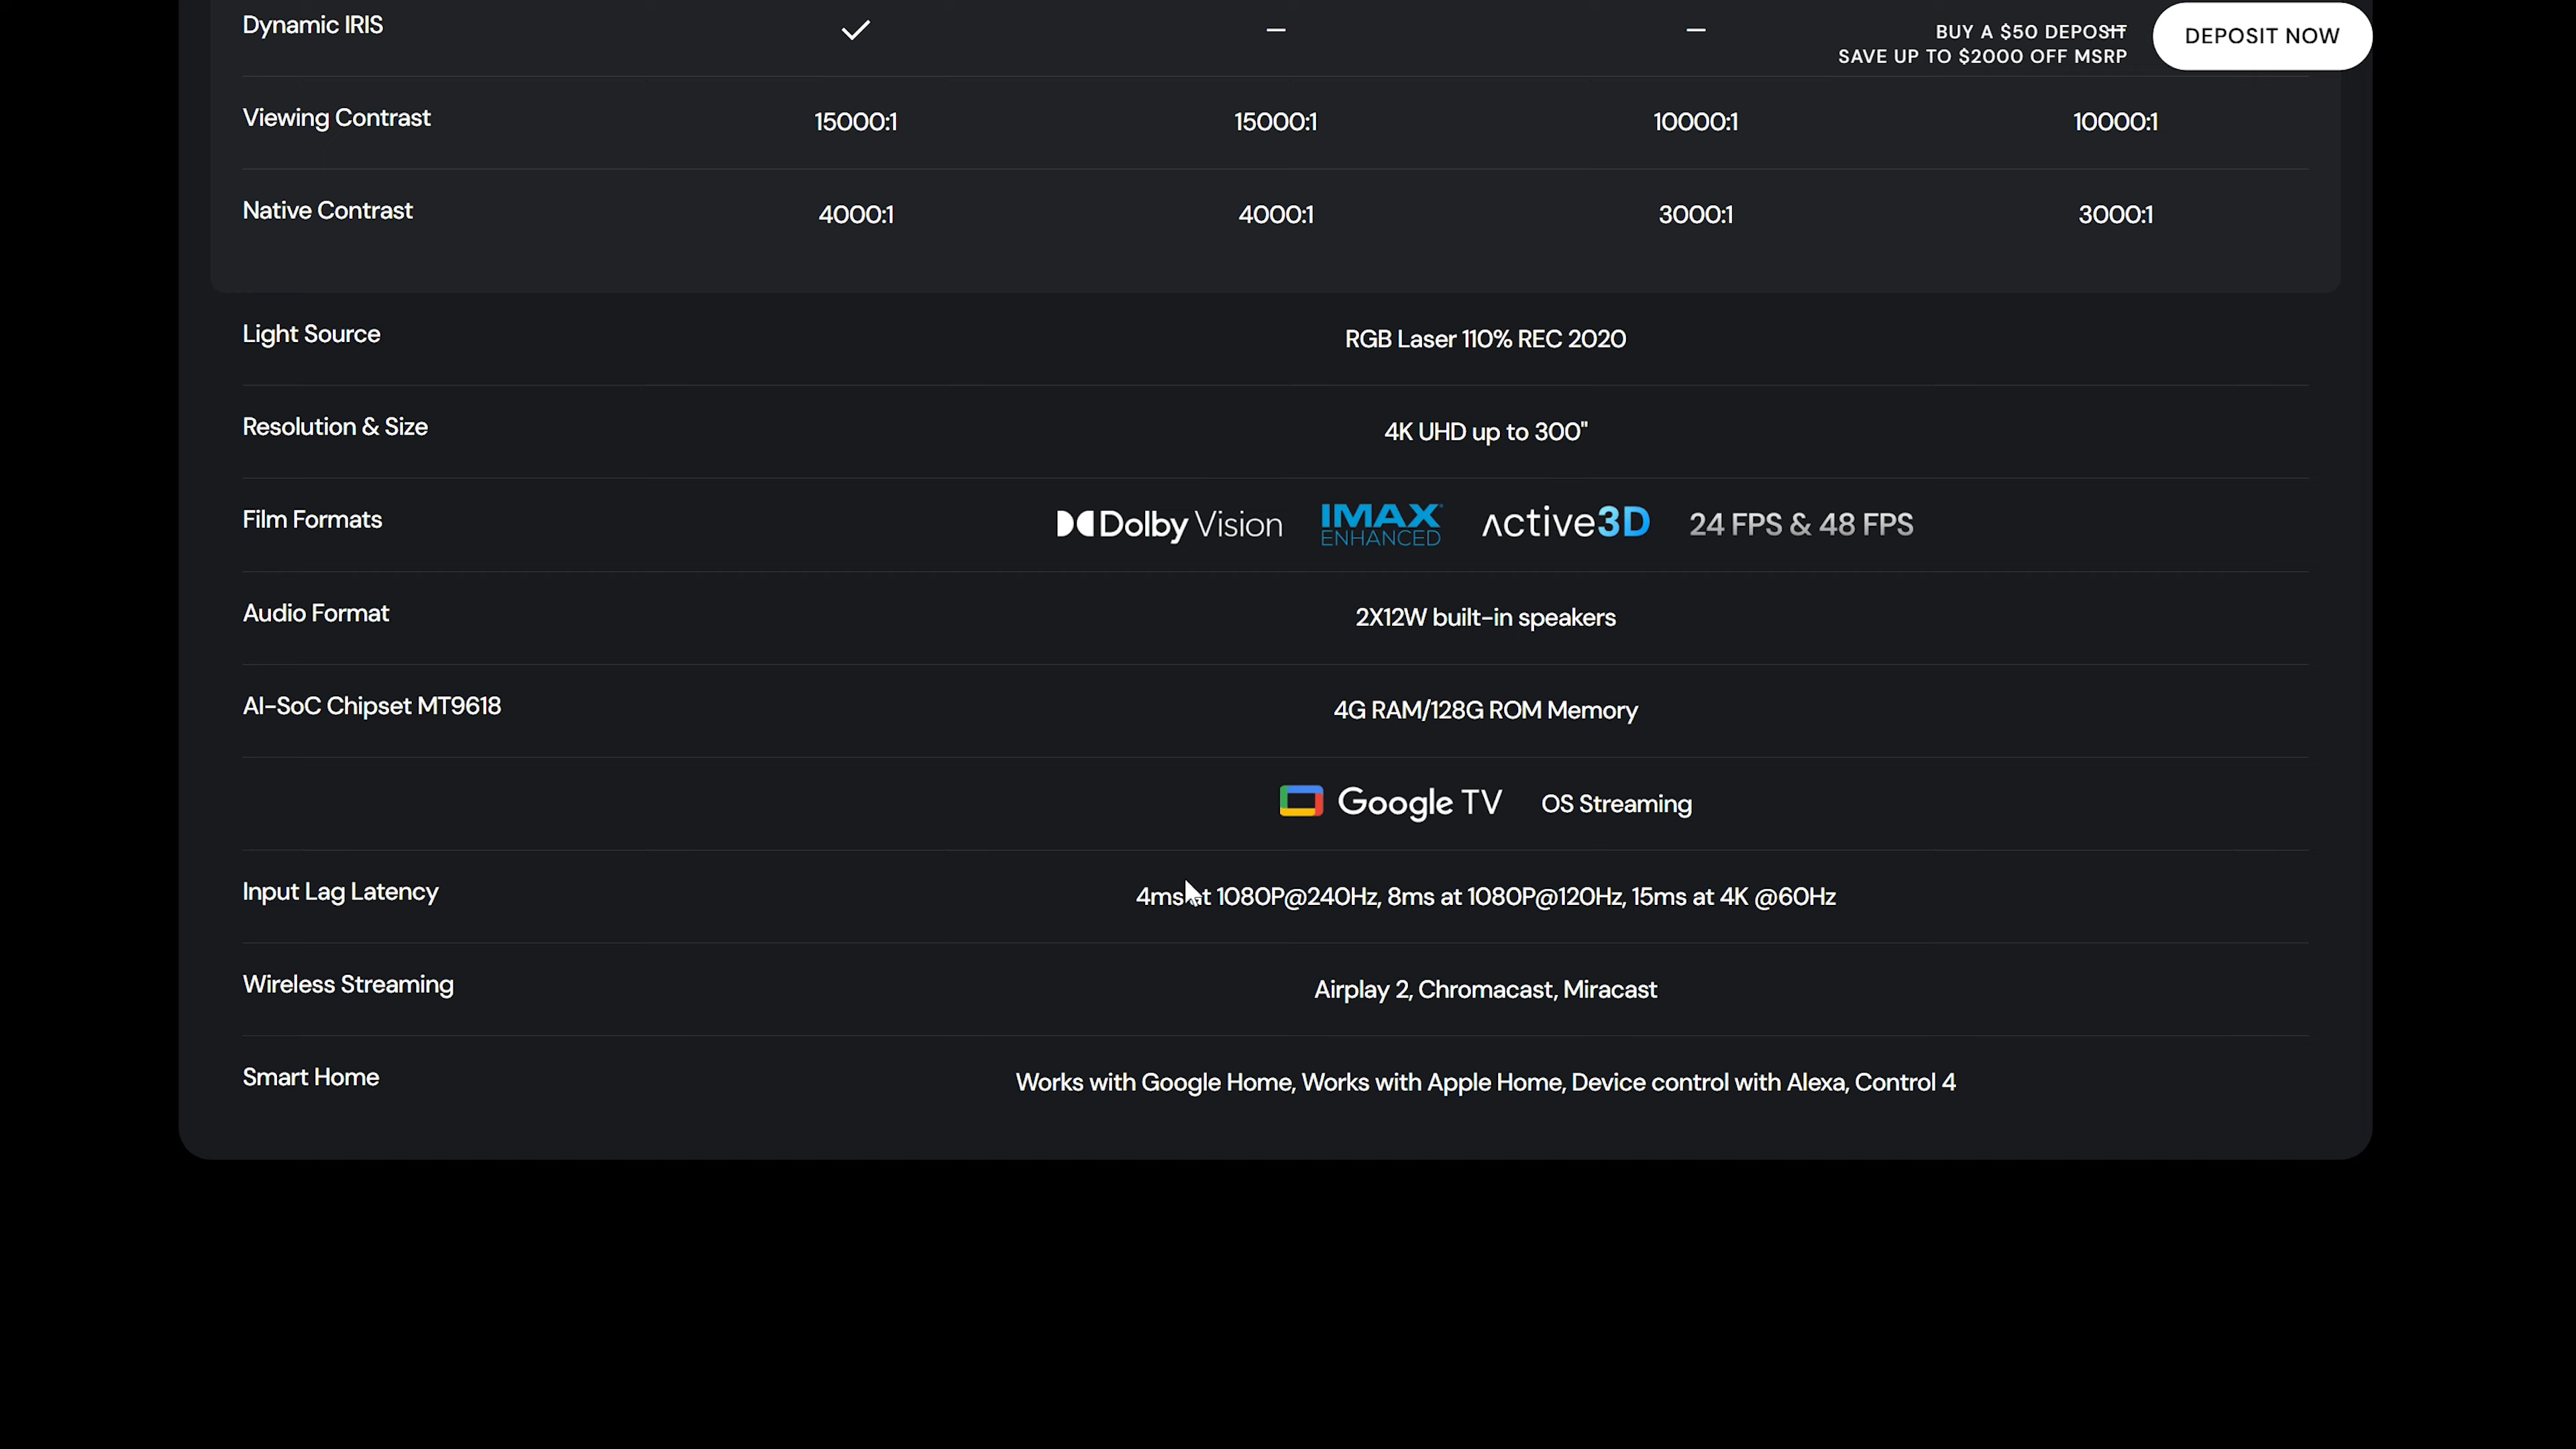 Dynamic IRIS ✓ — — —
BUY A $50 DEPOSIT
SAVE UP TO $2000 OFF MSRP
DEPOSIT NOW
Viewing Contrast 15000:1 15000:1 10000:1 10000:1
Native Contrast 4000:1 4000:1 3000:1 3000:1
Light Source RGB Laser 110% REC 2020
Resolution & Size 4K UHD up to 300"
Film Formats Dolby Vision IMAX ENHANCED Active3D 24 FPS & 48 FPS
Audio Format 2X12W built-in speakers
AI-SoC Chipset MT9618 4G RAM/128G ROM Memory
Google TV OS Streaming
Input Lag Latency 4ms at 1080P@240Hz, 8ms at 1080P@120Hz, 15ms at 4K @60Hz
Wireless Streaming Airplay 2, Chromacast, Miracast
Smart Home Works with Google Home, Works with Apple Home, Device control with Alexa, Control 4